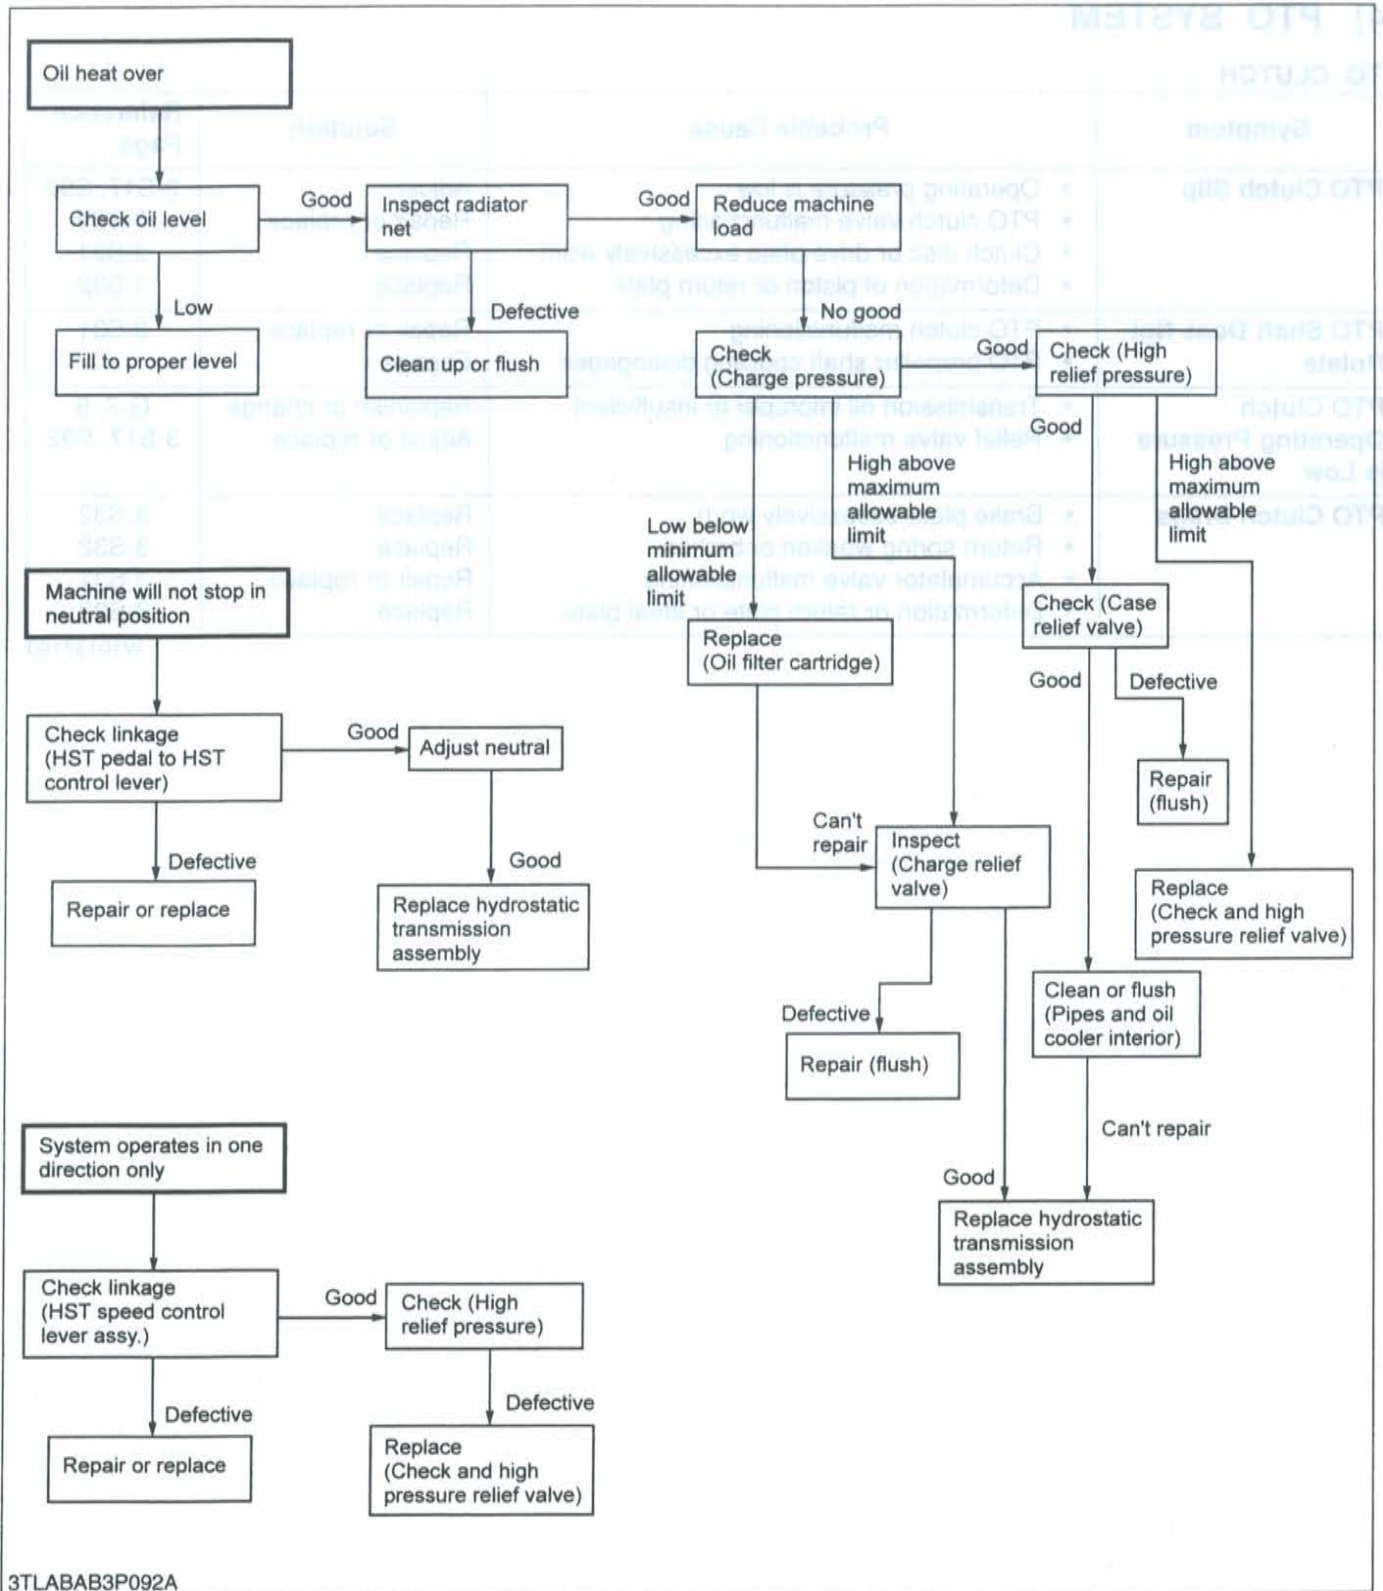 Oil heat over
Check oil level
Good
Inspect radiator
net
Good
Reduce machine
load
Low
Defective
No good
Fill to proper level
Clean up or flush
Check
(Charge pressure)
Good
Check (High
relief pressure)
Good
High above
maximum
allowable
limit
High above
maximum
allowable
limit
Low below
minimum
allowable
limit
Replace
(Oil filter cartridge)
Check (Case
relief valve)
Good
Defective
Repair
(flush)
Can't
repair
Inspect
(Charge relief
valve)
Replace
(Check and high
pressure relief valve)
Clean or flush
(Pipes and oil
cooler interior)
Defective
Repair (flush)
Can't repair
Good
Replace hydrostatic
transmission
assembly
Machine will not stop in
neutral position
Check linkage
(HST pedal to HST
control lever)
Good
Adjust neutral
Defective
Good
Repair or replace
Replace hydrostatic
transmission
assembly
System operates in one
direction only
Check linkage
(HST speed control
lever assy.)
Good
Check (High
relief pressure)
Defective
Defective
Repair or replace
Replace
(Check and high
pressure relief valve)
3TLABAB3P092A